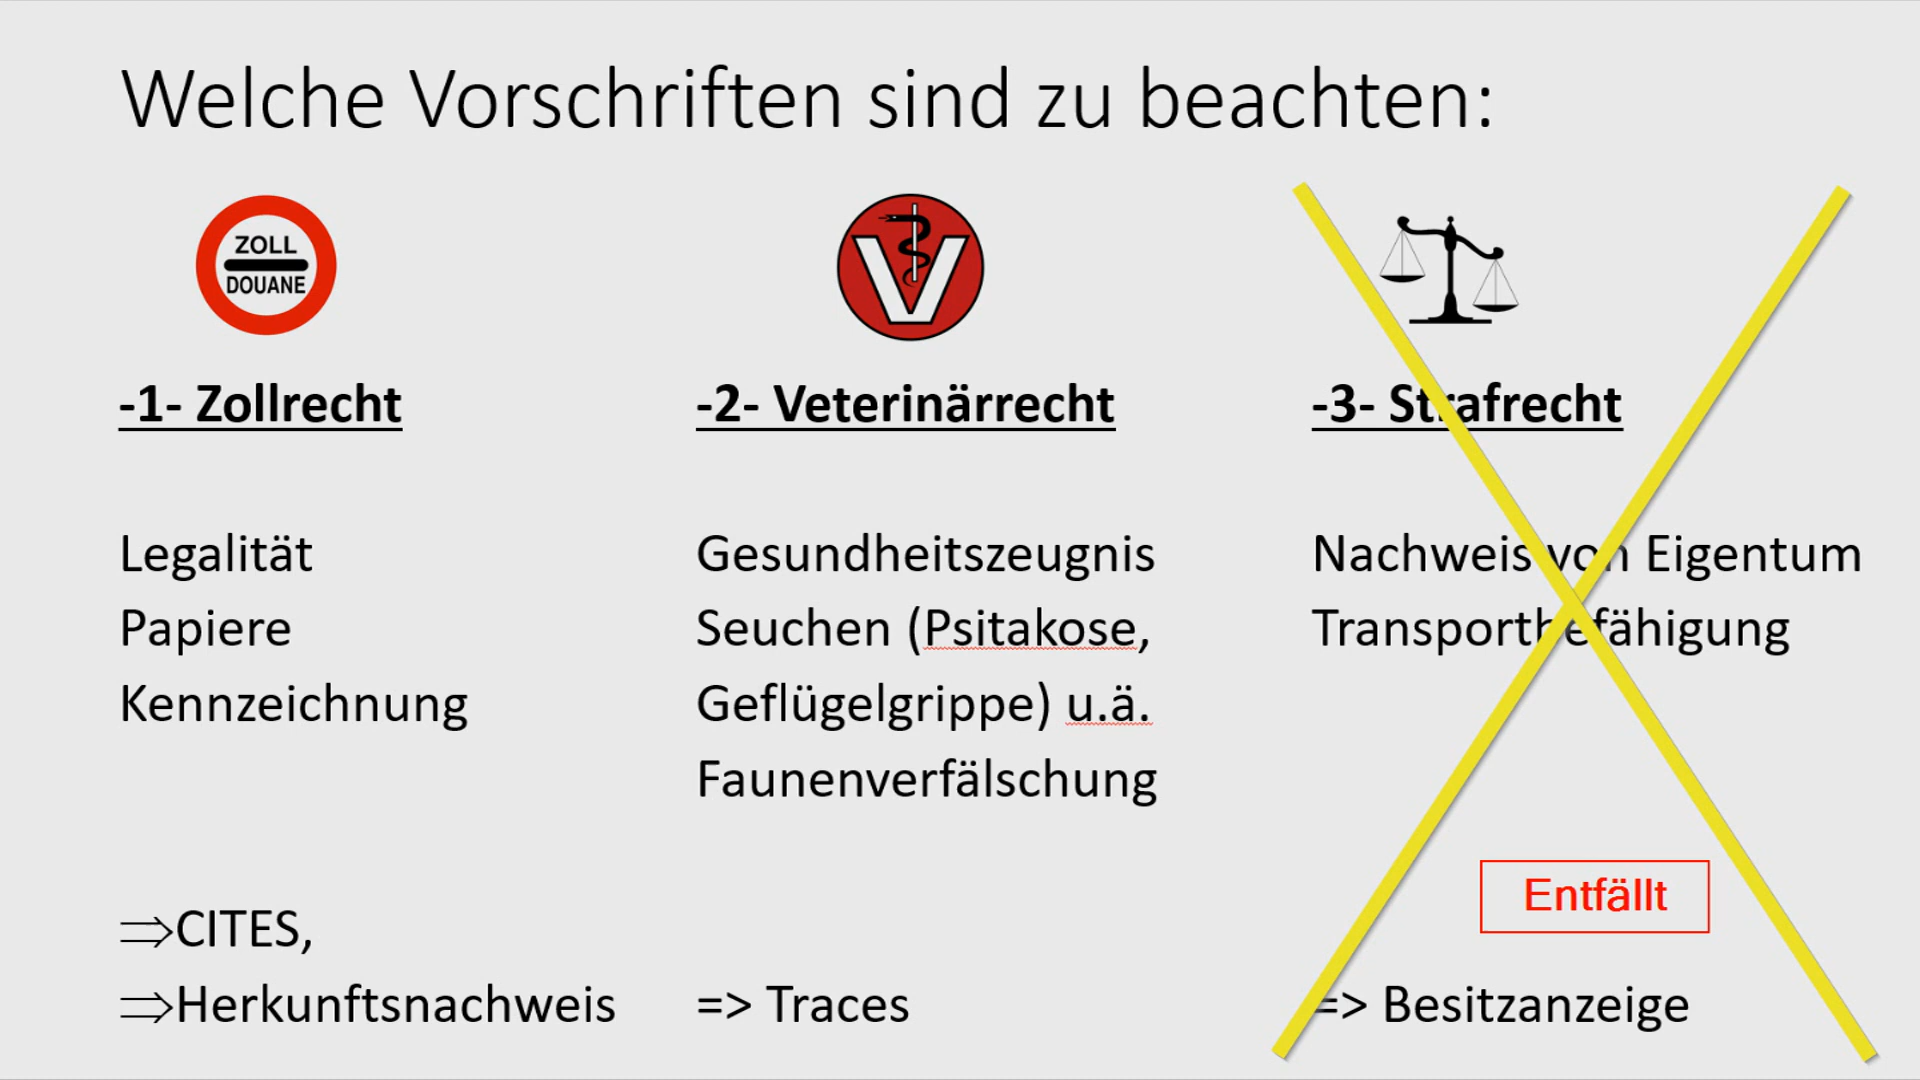 Welche Vorschriften sind zu beachten:
ZOLL
DOUANE
V
-1- Zollrecht
Legalität
Papiere
Kennzeichnung
⇒CITES,
⇒Herkunftsnachweis
-2- Veterinärrecht
Gesundheitszeugnis
Seuchen (Psitakose,
Geflügelgrippe) u.ä.
Faunenverfälschung
=> Traces
-3- Strafrecht
Nachweis von Eigentum
Transportbefähigung
Entfällt
=> Besitzanzeige